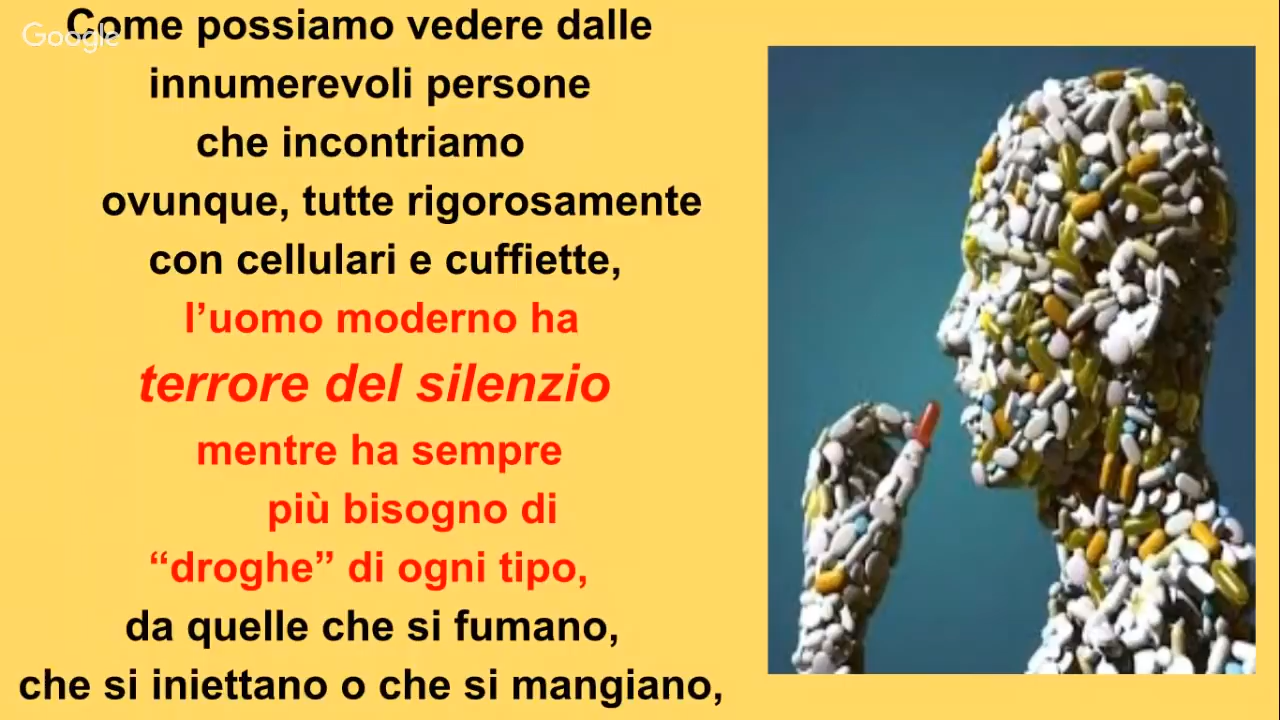 Google
Come possiamo vedere dalle
innumerevoli persone
che incontriamo
ovunque, tutte rigorosamente
con cellulari e cuffiette,
l’uomo moderno ha
terrore del silenzio
mentre ha sempre
più bisogno di
“droghe” di ogni tipo,
da quelle che si fumano,
che si iniettano o che si mangiano,